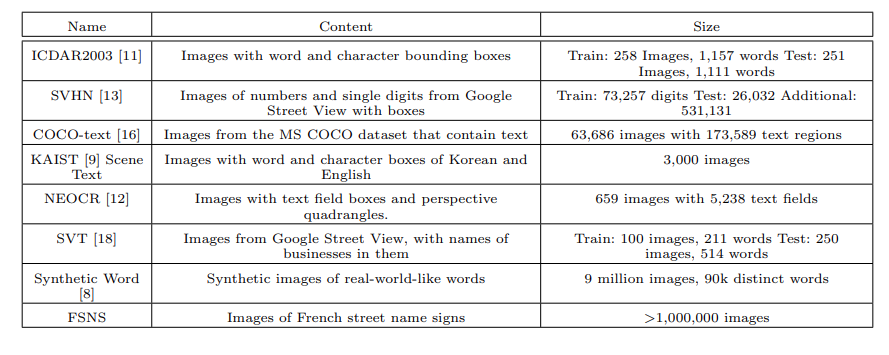 Name Content Size
ICDAR2003 [11] Images with word and character bounding boxes Train: 258 Images, 1,157 words Test: 251
Images, 1,111 words
SVHN [13] Images of numbers and single digits from Google Train: 73,257 digits Test: 26,032 Additional:
Street View with boxes 531,131
COCO-text [16] Images from the MS COCO dataset that contain text 63,686 images with 173,589 text regions
KAIST [9] Scene Images with word and character boxes of Korean and 3,000 images
Text English
NEOCR [12] Images with text field boxes and perspective 659 images with 5,238 text fields
quadrangles.
SVT [18] Images from Google Street View, with names of Train: 100 images, 211 words Test: 250
businesses in them images, 514 words
Synthetic Word Synthetic images of real-world-like words 9 million images, 90k distinct words
[8]
FSNS Images of French street name signs >1,000,000 images